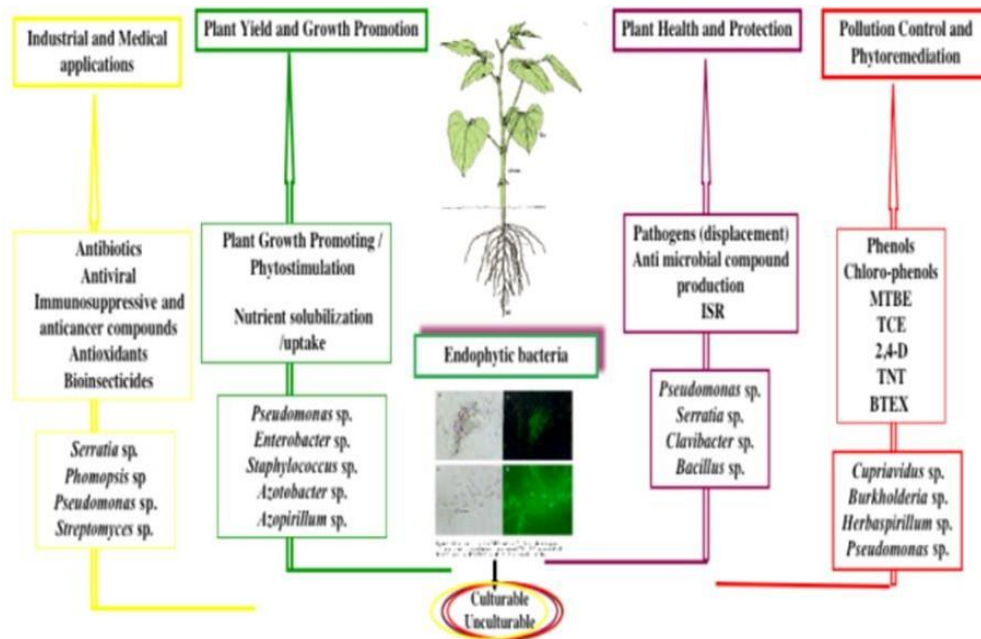 Industrial and Medical
applications
Antibiotics
Antiviral
Immunosuppressive and
anticancer compounds
Antioxidants
Bioinsecticides
Serratia sp.
Phomopsis sp
Pseudomonas sp.
Streptomyces sp.
Plant Yield and Growth Promotion
Plant Growth Promoting /
Phytostimulation
Nutrient solubilization
/uptake
Pseudomonas sp.
Enterobacter sp.
Staphylococcus sp.
Azotobacter sp.
Azopirillum sp.
Endophytic bacteria
Culturable
Unculturable
Plant Health and Protection
Pathogens (displacement)
Anti microbial compound
production
ISR
Pseudomonas sp.
Serratia sp.
Clavibacter sp.
Bacillus sp.
Pollution Control and
Phytoremediation
Phenols
Chloro-phenols
MTBE
TCE
2,4-D
TNT
BTEX
Cupriavidus sp.
Burkholderia sp.
Herbaspirillum sp.
Pseudomonas sp.